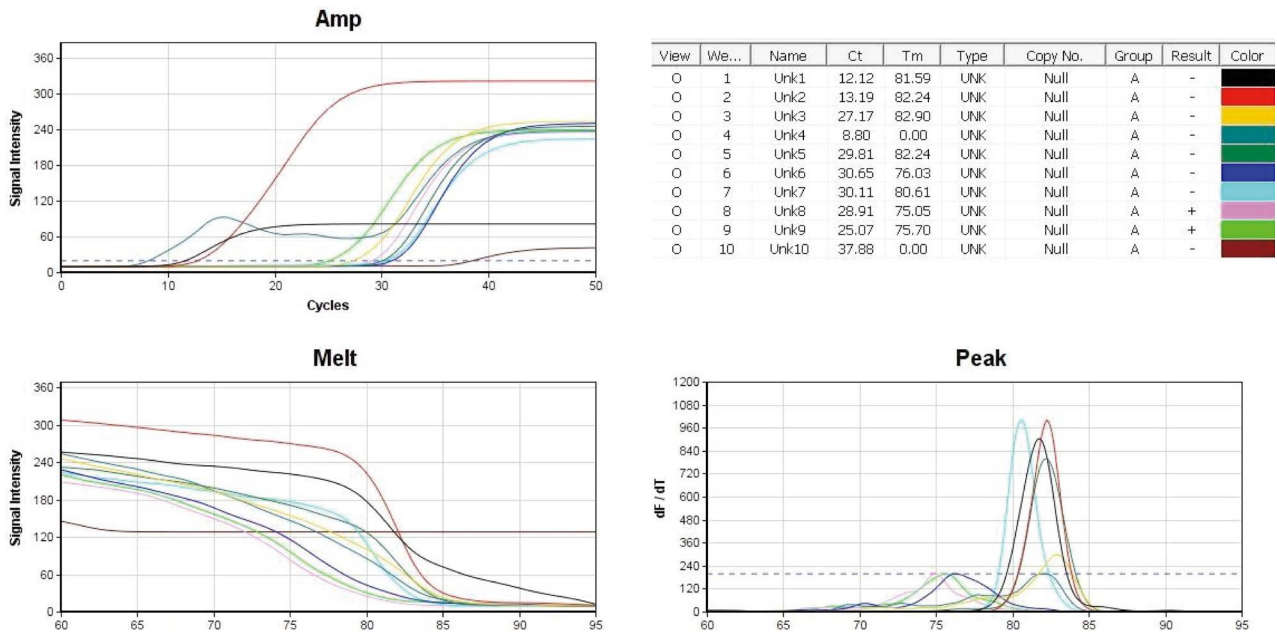 Amp
Signal Intensity
360
300
240
180
120
60
0
0 10 20 30 40 50
Cycles
View We... Name Ct Tm Type Copy No. Group Result Color
O 1 Unk1 12.12 81.59 UNK Null A -
O 2 Unk2 13.19 82.24 UNK Null A -
O 3 Unk3 27.17 82.90 UNK Null A -
O 4 Unk4 8.80 0.00 UNK Null A -
O 5 Unk5 29.81 82.24 UNK Null A -
O 6 Unk6 30.65 76.03 UNK Null A -
O 7 Unk7 30.11 80.61 UNK Null A -
O 8 Unk8 28.91 75.05 UNK Null A +
O 9 Unk9 25.07 75.70 UNK Null A +
O 10 Unk10 37.88 0.00 UNK Null A -
Melt
Signal Intensity
360
300
240
180
120
60
0
60 65 70 75 80 85 90 95
Peak
dF / dT
1200
1080
960
840
720
600
480
360
240
120
0
60 65 70 75 80 85 90 95